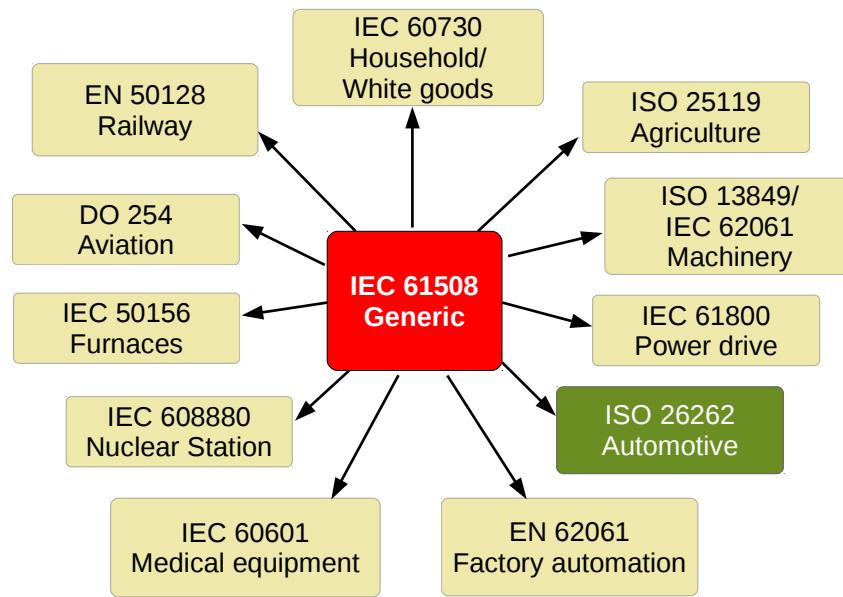 IEC 60730
Household/
White goods
EN 50128
Railway
ISO 25119
Agriculture
DO 254
Aviation
ISO 13849/
IEC 62061
Machinery
IEC 61508
Generic
IEC 50156
Furnaces
IEC 61800
Power drive
IEC 608880
Nuclear Station
ISO 26262
Automotive
IEC 60601
Medical equipment
EN 62061
Factory automation